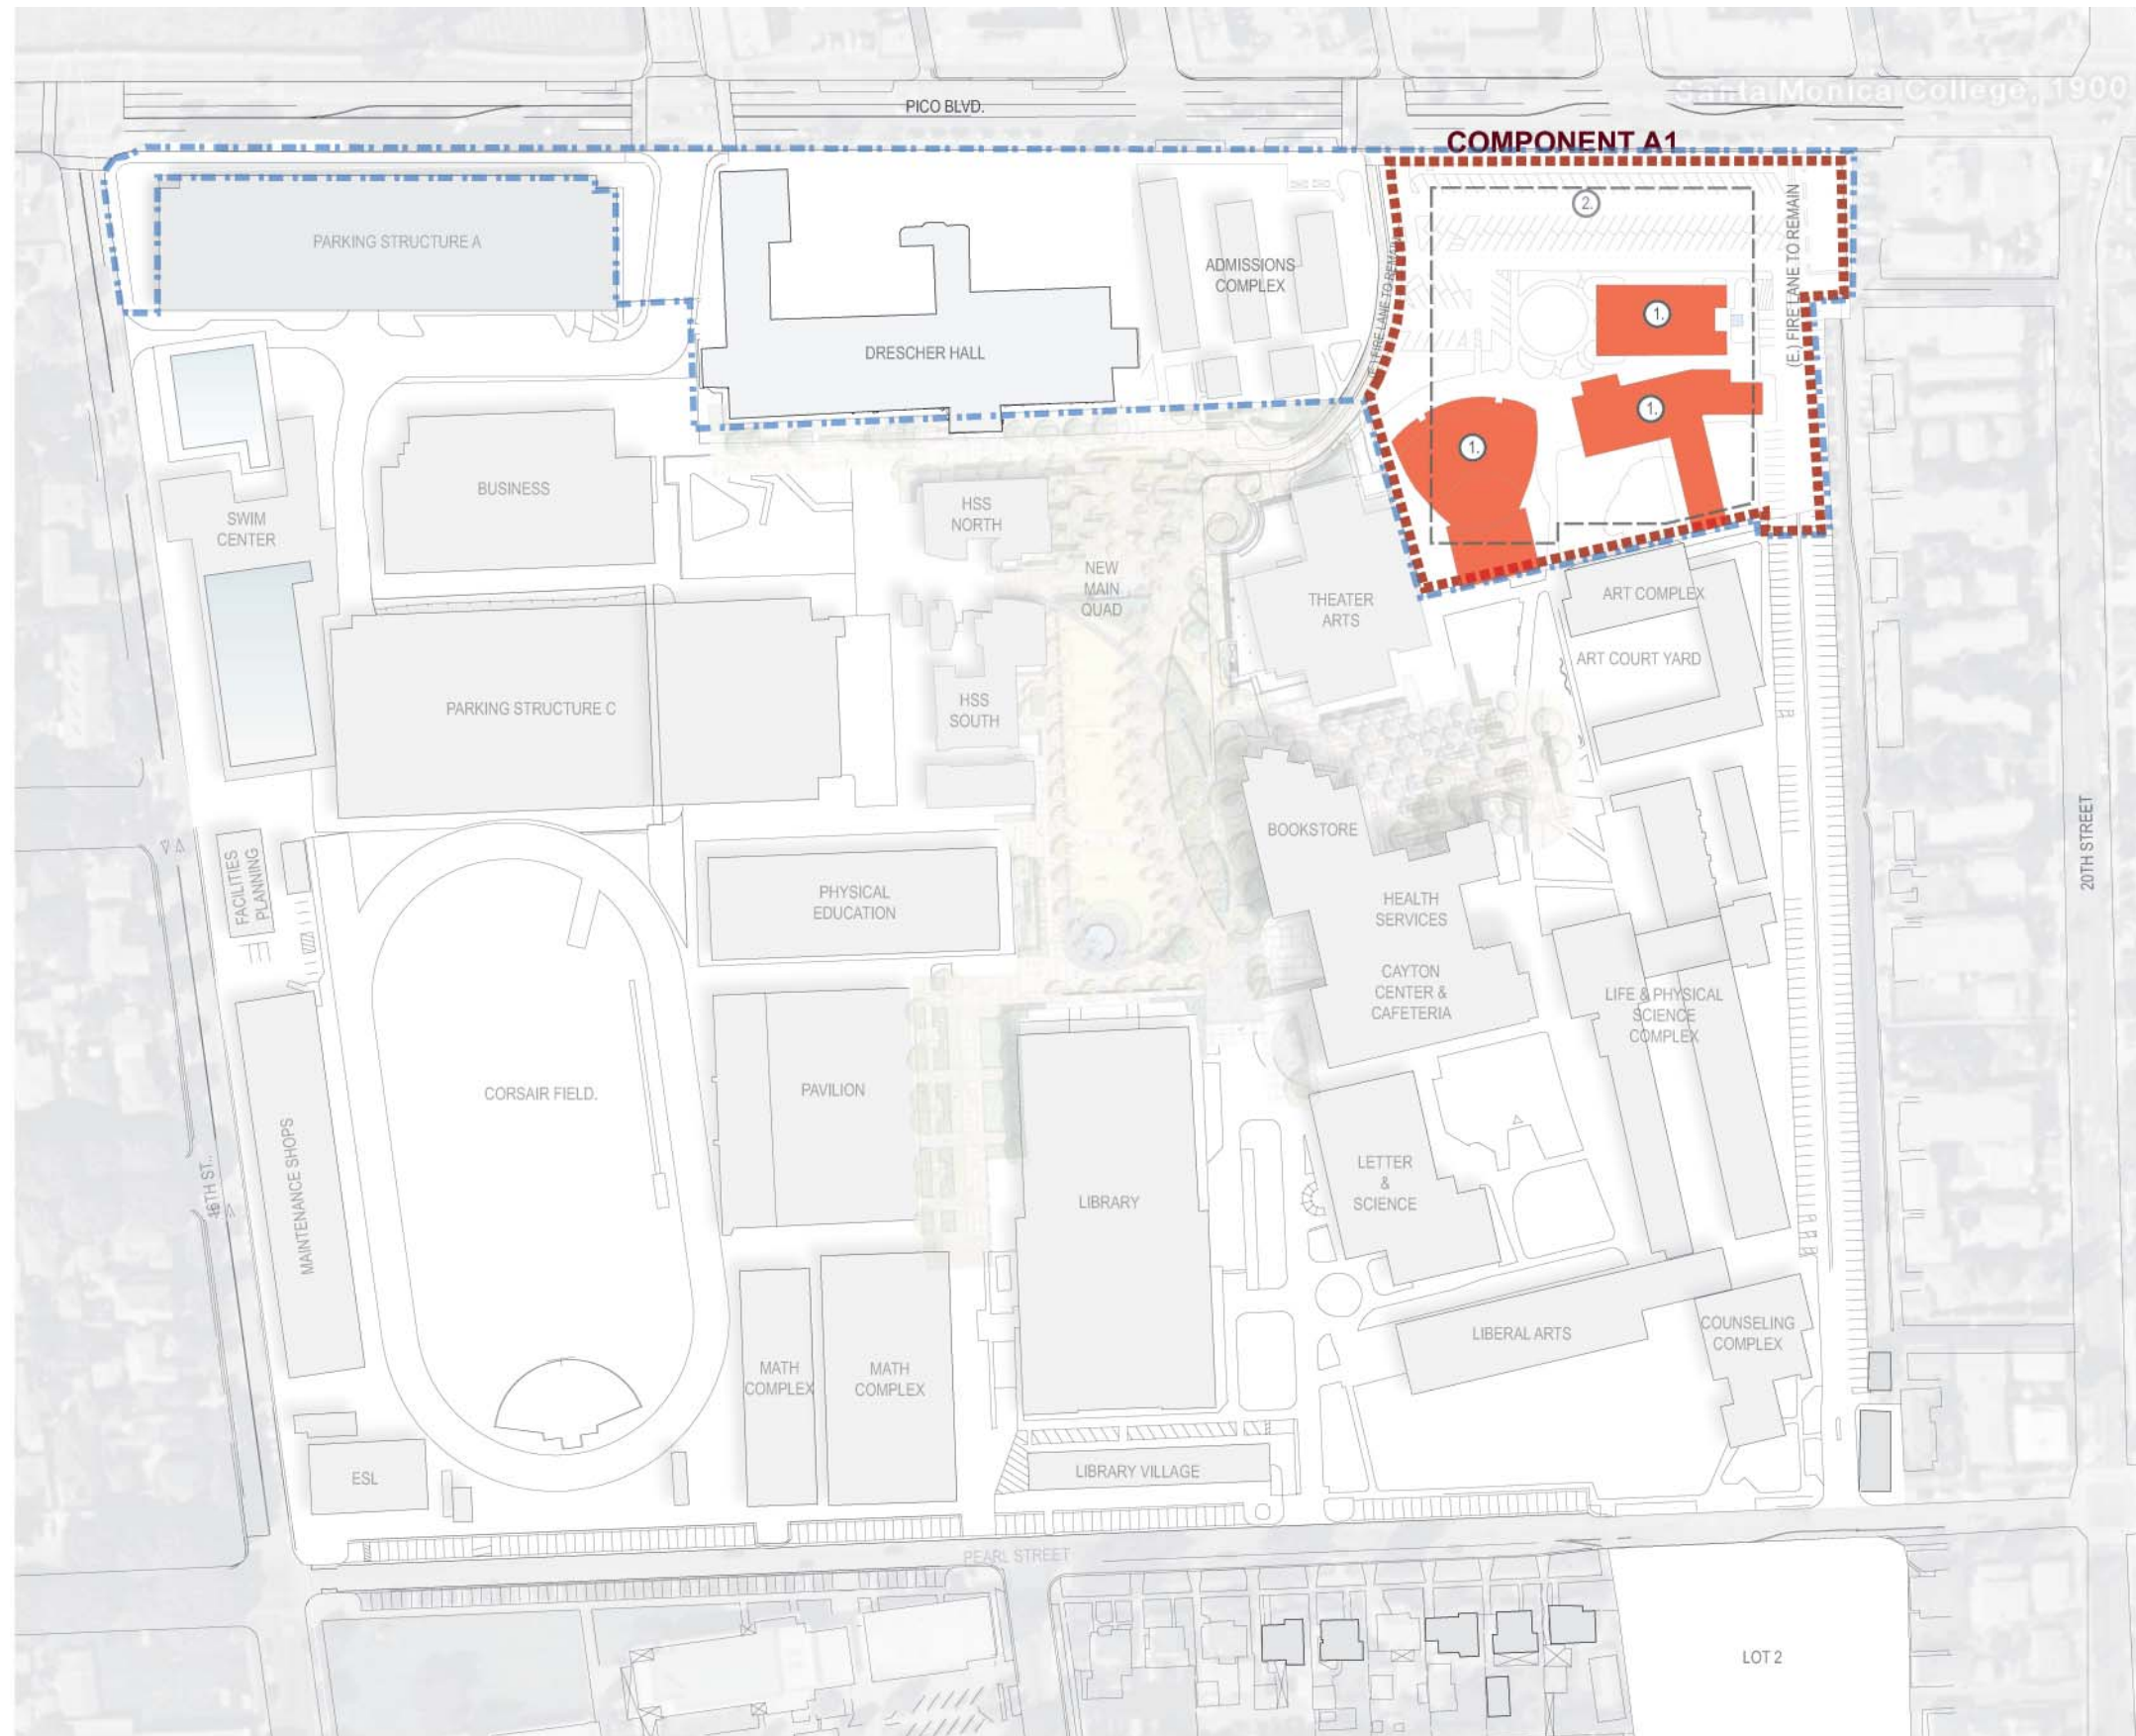 Santa Monica College, 1900
PICO BLVD.
COMPONENT A1
2.
(E.) FIRE LANE TO REMAIN
PARKING STRUCTURE A
ADMISSIONS
COMPLEX
(E.) FIRE LANE TO REMAIN
1.
DRESCHER HALL
1.
1.
BUSINESS
SWIM
CENTER
HSS
NORTH
NEW
MAIN
QUAD
THEATER
ARTS
ART COMPLEX
ART COURT YARD
PARKING STRUCTURE C
HSS
SOUTH
BOOKSTORE
20TH STREET
FACILITIES
PLANNING
PHYSICAL
EDUCATION
HEALTH
SERVICES
CAYTON
CENTER &
CAFETERIA
LIFE & PHYSICAL
SCIENCE
COMPLEX
CORSAIR FIELD.
PAVILION
16TH ST..
MAINTENANCE SHOPS
LIBRARY
LETTER
&
SCIENCE
LIBERAL ARTS
COUNSELING
COMPLEX
MATH
COMPLEX
MATH
COMPLEX
ESL
LIBRARY VILLAGE
PEARL STREET
LOT 2